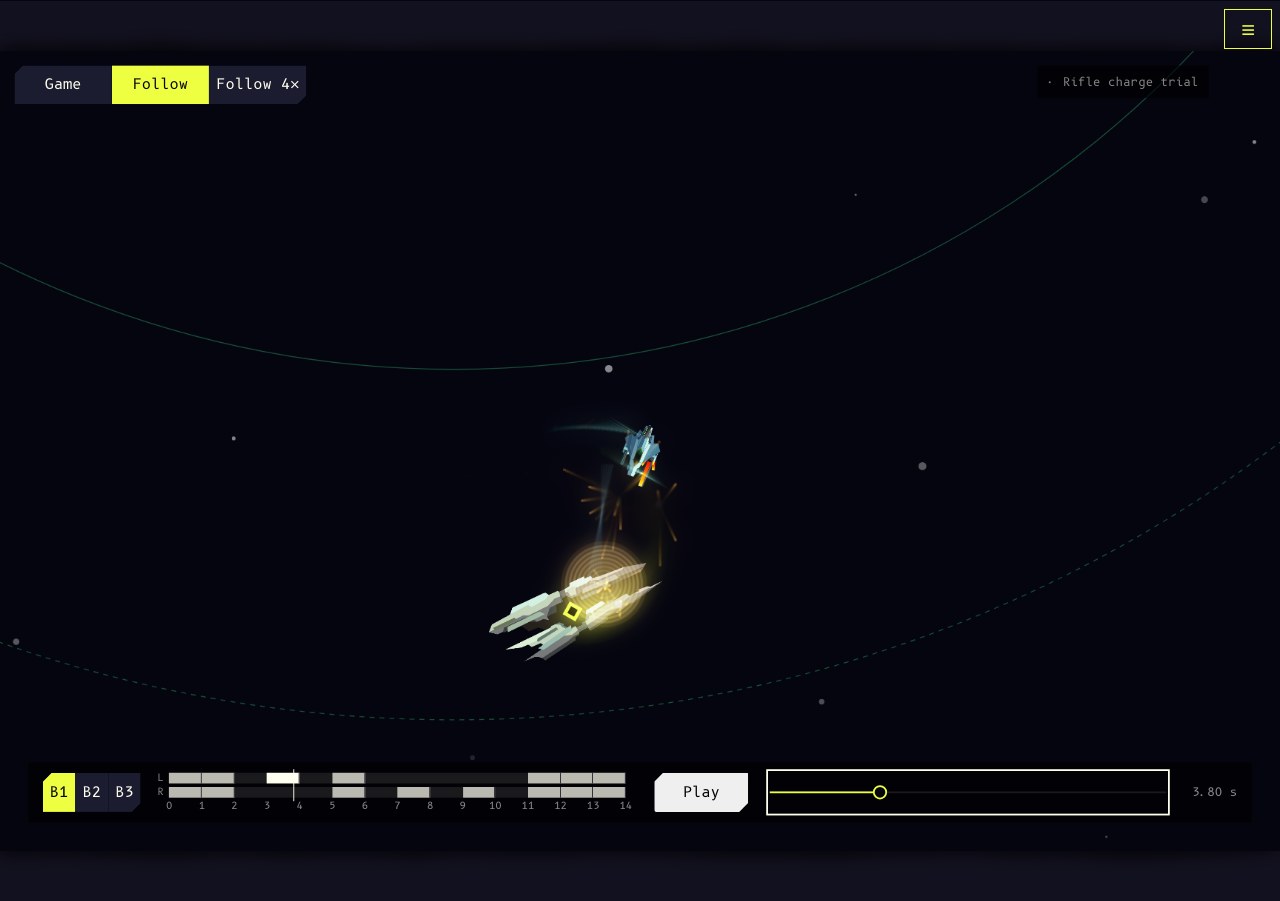 ≡
Game Follow Follow 4×
· Rifle charge trial
B1 B2 B3
L
R
0 1 2 3 4 5 6 7 8 9 10 11 12 13 14
Play
3.80 s